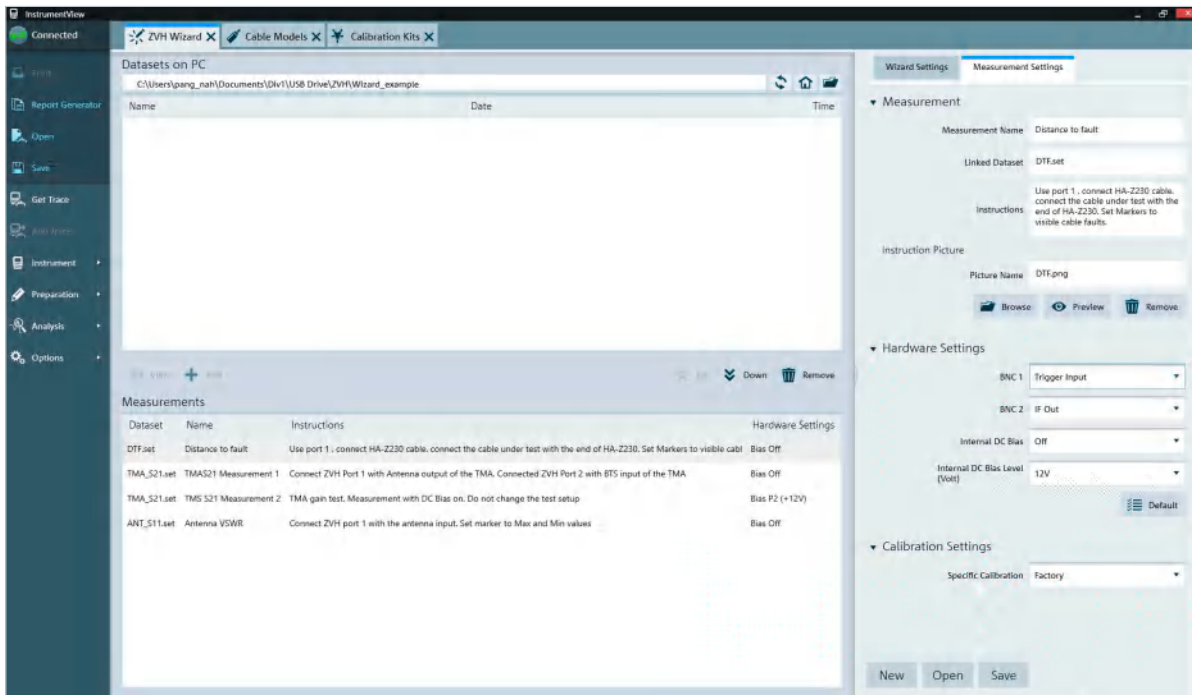 InstrumentView
Connected
Print
Report Generator
Open
Save
Get Trace
Add Trace
Instrument
Preparation
Analysis
Options
ZVH Wizard X
Cable Models X
Calibration Kits X
Datasets on PC
C:\Users\pang_nah\Documents\Div1\USB Drive\ZVH\Wizard_example
Name Date Time
Add
Up
Down
Remove
Measurements
Dataset Name Instructions Hardware Settings
DTF.set Distance to fault Use port 1 , connect HA-Z230 cable. connect the cable under test with the end of HA-Z230. Set Markers to visible cabl Bias Off
TMA_S21.set TMAS21 Measurement 1 Connect ZVH Port 1 with Antenna output of the TMA. Connected ZVH Port 2 with BTS input of the TMA Bias Off
TMA_S21.set TMS S21 Measurement 2 TMA gain test. Measurement with DC Bias on. Do not change the test setup Bias P2 (+12V)
ANT_S11.set Antenna VSWR Connect ZVH port 1 with the antenna input. Set marker to Max and Min values Bias Off
Wizard Settings
Measurement Settings
Measurement
Measurement Name Distance to fault
Linked Dataset DTF.set
Instructions
Use port 1 , connect HA-Z230 cable.
connect the cable under test with the
end of HA-Z230. Set Markers to
visible cable faults.
Instruction Picture
Picture Name DTF.png
Browse
Preview
Remove
Hardware Settings
BNC 1 Trigger Input
BNC 2 IF Out
Internal DC Bias Off
Internal DC Bias Level
(Volt)
12V
Default
Calibration Settings
Specific Calibration Factory
New
Open
Save